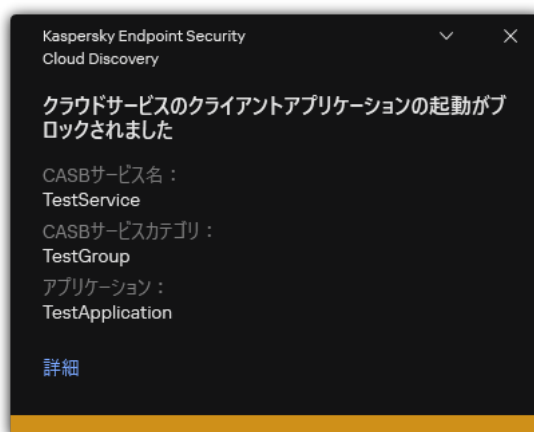 Kaspersky Endpoint Security
Cloud Discovery
クラウドサービスのクライアントアプリケーションの起動がブ
ロックされました
CASBサービス名：
TestService
CASBサービスカテゴリ：
TestGroup
アプリケーション：
TestApplication
詳細